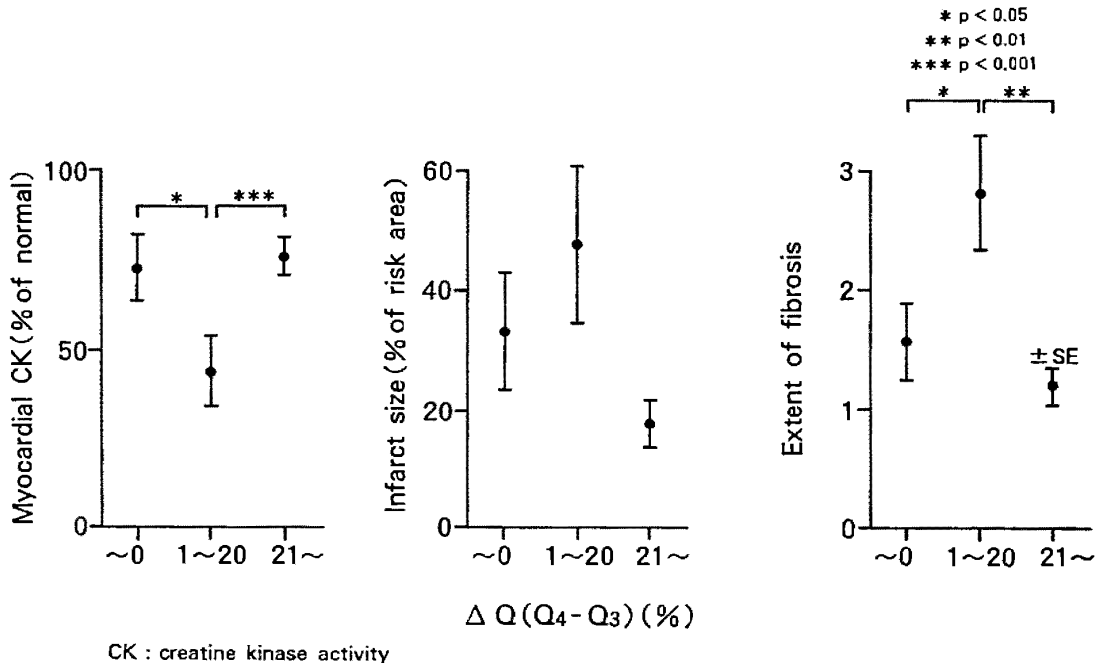 * p < 0.05
** p < 0.01
*** p < 0.001
* **
Myocardial CK (% of normal)
100
50
0
* ***
~0 1~20 21~
Infarct size (% of risk area)
60
40
20
0
~0 1~20 21~
Extent of fibrosis
3
2
1
0
±SE
~0 1~20 21~
Δ Q (Q₄-Q₃) (%)
CK : creatine kinase activity